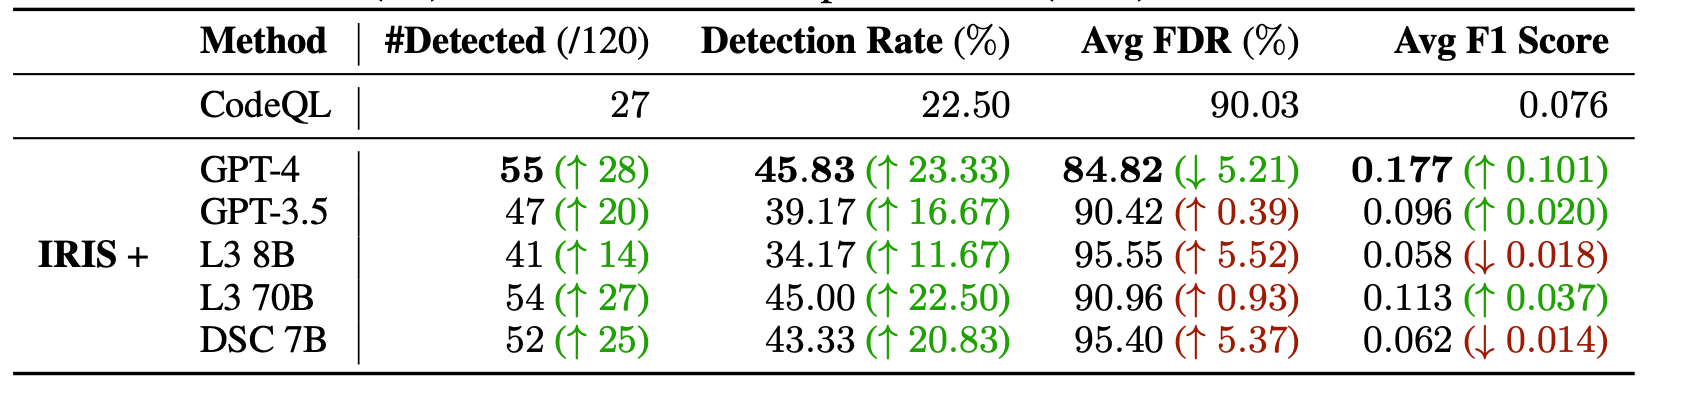 Method #Detected (/120) Detection Rate (%) Avg FDR (%) Avg F1 Score
CodeQL 27 22.50 90.03 0.076
GPT-4 55 (↑ 28) 45.83 (↑ 23.33) 84.82 (↓ 5.21) 0.177 (↑ 0.101)
GPT-3.5 47 (↑ 20) 39.17 (↑ 16.67) 90.42 (↑ 0.39) 0.096 (↑ 0.020)
IRIS + L3 8B 41 (↑ 14) 34.17 (↑ 11.67) 95.55 (↑ 5.52) 0.058 (↓ 0.018)
L3 70B 54 (↑ 27) 45.00 (↑ 22.50) 90.96 (↑ 0.93) 0.113 (↑ 0.037)
DSC 7B 52 (↑ 25) 43.33 (↑ 20.83) 95.40 (↑ 5.37) 0.062 (↓ 0.014)